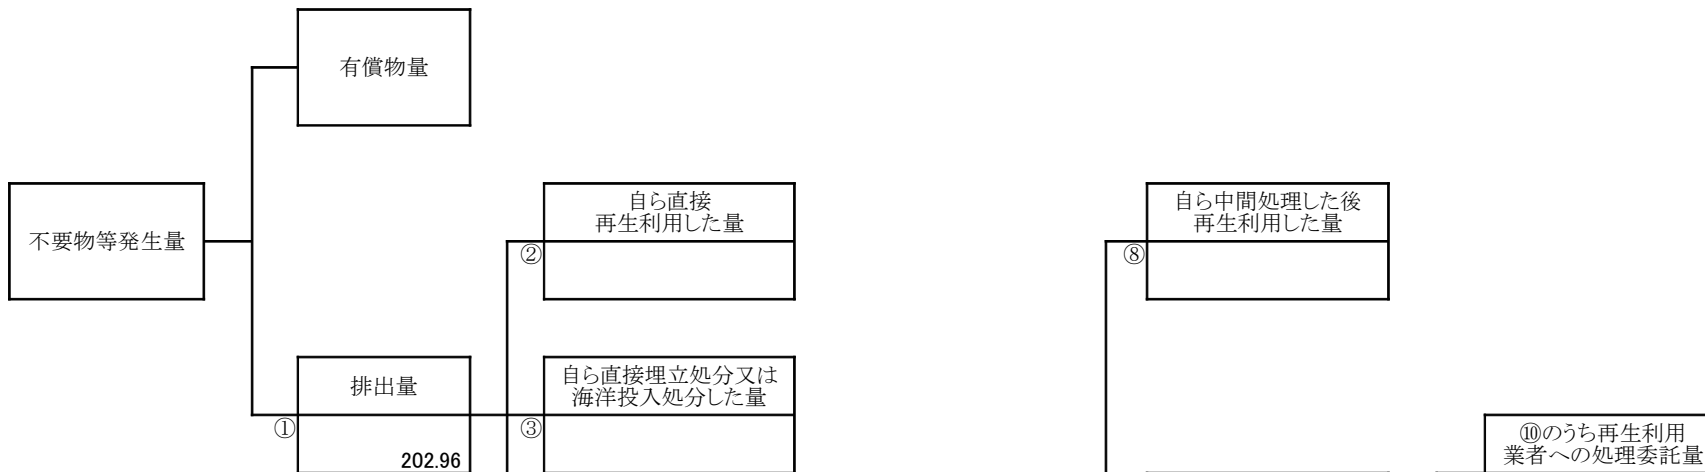 有償物量
不要物等発生量
自ら直接
再生利用した量
②
自ら中間処理した後
再生利用した量
⑧
排出量
①
202.96
自ら直接埋立処分又は
海洋投入処分した量
③
⑩のうち再生利用
業者への処理委託量